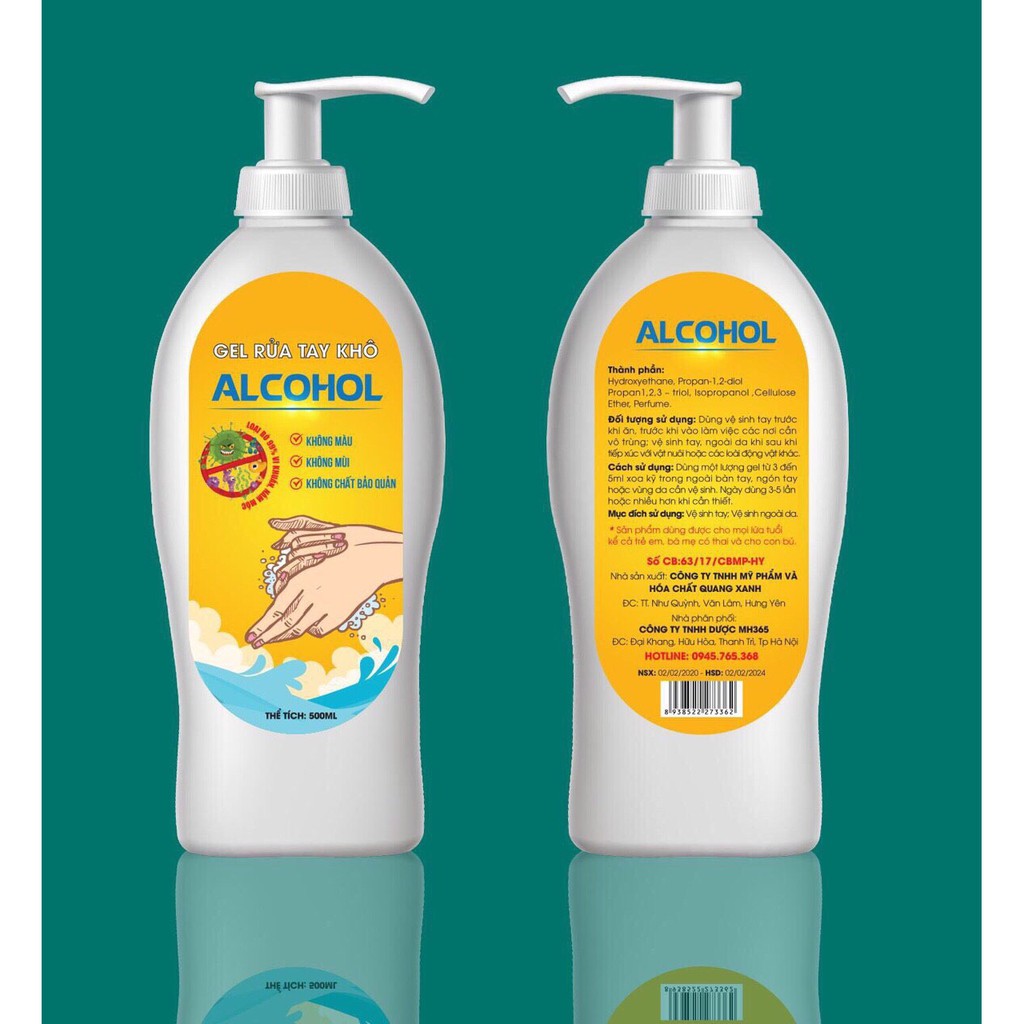 GEL RỬA TAY KHÔ
ALCOHOL
LOẠI BỎ 99% VI KHUẨN, NẤM MỐC
KHÔNG MÀU
KHÔNG MÙI
KHÔNG CHẤT BẢO QUẢN
THỂ TÍCH: 500ML
ALCOHOL
Thành phần:
Hydroxyethane, Propan-1,2-diol
Propan1,2,3 – triol, Isopropanol ,Cellulose
Ether, Perfume.
Đối tượng sử dụng: Dùng vệ sinh tay trước
khi ăn, trước khi vào làm việc các nơi cần
vô trùng; vệ sinh tay, ngoài da khi sau khi
tiếp xúc với vật nuôi hoặc các loài động vật khác.
Cách sử dụng: Dùng một lượng gel từ 3 đến
5ml xoa kỹ trong ngoài bàn tay, ngón tay
hoặc vùng da cần vệ sinh. Ngày dùng 3-5 lần
hoặc nhiều hơn khi cần thiết.
Mục đích sử dụng: Vệ sinh tay; Vệ sinh ngoài da.
* Sản phẩm dùng được cho mọi lứa tuổi
kể cả trẻ em, bà mẹ có thai và cho con bú.
Số CB:63/17/CBMP-HY
Nhà sản xuất: CÔNG TY TNHH MỸ PHẨM VÀ
HÓA CHẤT QUANG XANH
ĐC: TT. Như Quỳnh, Văn Lâm, Hưng Yên
Nhà phân phối:
CÔNG TY TNHH DƯỢC MH365
ĐC: Đại Khang, Hữu Hòa, Thanh Trì, Tp Hà Nội
HOTLINE: 0945.765.368
NSX: 02/02/2020 - HSD: 02/02/2024
8 938522 273362